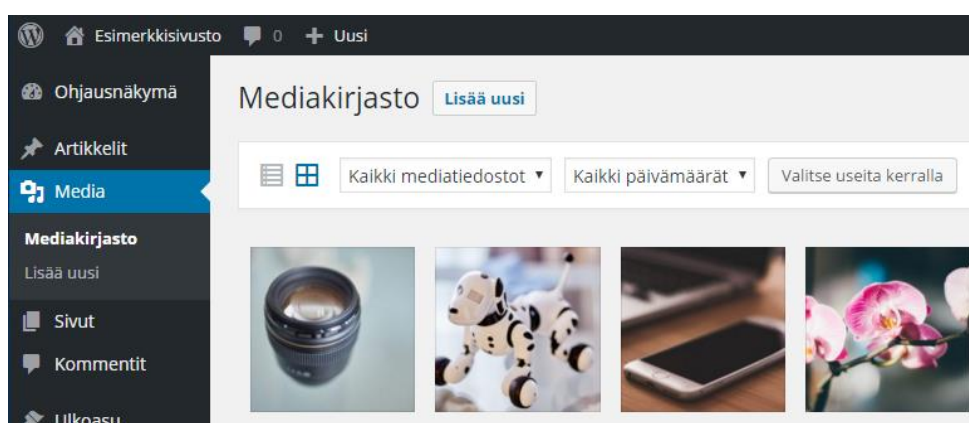 Esimerkkisivusto 0 Uusi
Ohjausnäkymä
Artikkelit
Media
Mediakirjasto
Lisää uusi
Sivut
Kommentit
Ulkoasu
Mediakirjasto Lisää uusi
Kaikki mediatiedostot Kaikki päivämäärät Valitse useita kerralla